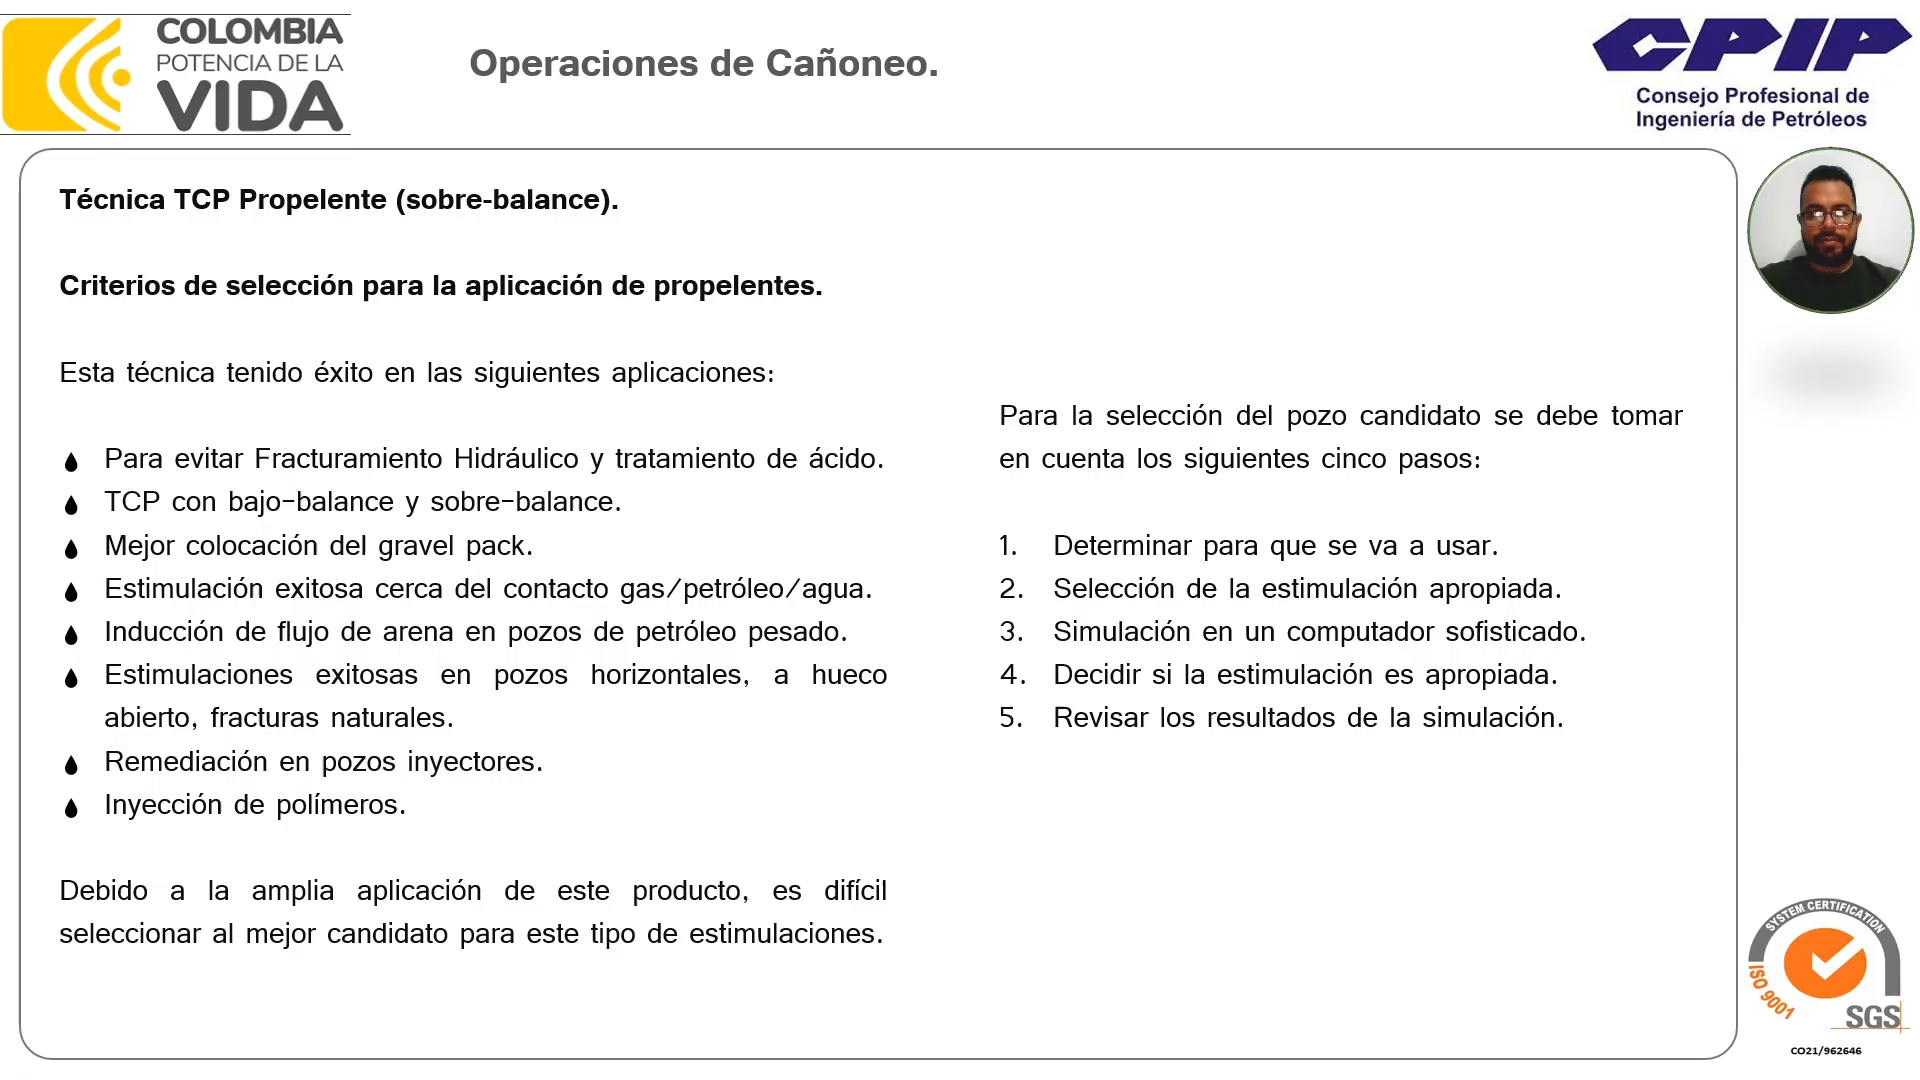 COLOMBIA
POTENCIA DE LA
VIDA
Operaciones de Cañoneo.
CPIP
Consejo Profesional de
Ingeniería de Petróleos
Técnica TCP Propelente (sobre-balance).
Criterios de selección para la aplicación de propelentes.
Esta técnica tenido éxito en las siguientes aplicaciones:
Para evitar Fracturamiento Hidráulico y tratamiento de ácido.
TCP con bajo-balance y sobre-balance.
Mejor colocación del gravel pack.
Estimulación exitosa cerca del contacto gas/petróleo/agua.
Inducción de flujo de arena en pozos de petróleo pesado.
Estimulaciones exitosas en pozos horizontales, a hueco
abierto, fracturas naturales.
Remediación en pozos inyectores.
Inyección de polímeros.
Debido a la amplia aplicación de este producto, es difícil
seleccionar al mejor candidato para este tipo de estimulaciones.
Para la selección del pozo candidato se debe tomar
en cuenta los siguientes cinco pasos:
1. Determinar para que se va a usar.
2. Selección de la estimulación apropiada.
3. Simulación en un computador sofisticado.
4. Decidir si la estimulación es apropiada.
5. Revisar los resultados de la simulación.
SYSTEM CERTIFICATION
ISO 9001
SGS
CO21/962646